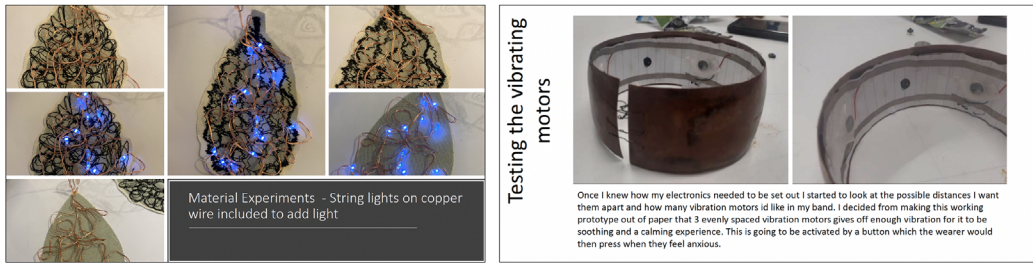 Material Experiments - String lights on copper
wire included to add light
Testing the vibrating
motors
Once I knew how my electronics needed to be set out I started to look at the possible distances I want
them apart and how many vibration motors id like in my band. I decided from making this working
prototype out of paper that 3 evenly spaced vibration motors gives off enough vibration for it to be
soothing and a calming experience. This is going to be activated by a button which the wearer would
then press when they feel anxious.